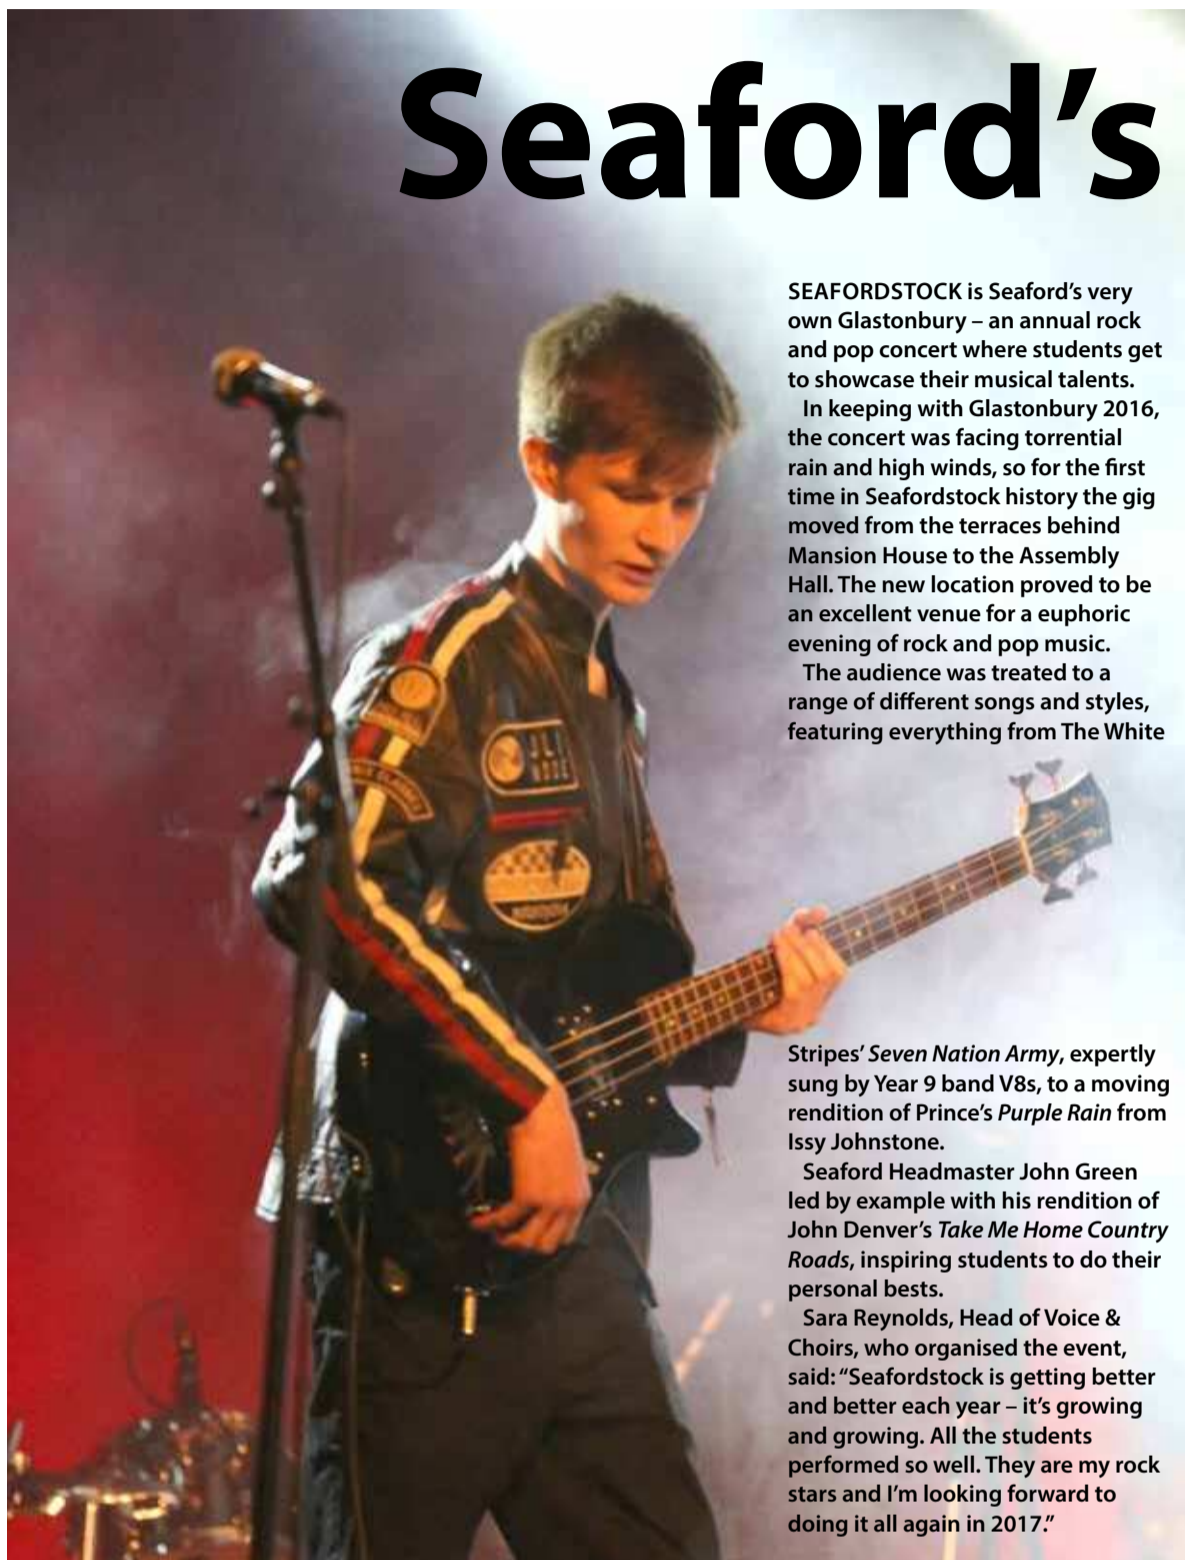 Seaford’s
SEAFORDSTOCK is Seaford’s very
own Glastonbury – an annual rock
and pop concert where students get
to showcase their musical talents.
In keeping with Glastonbury 2016,
the concert was facing torrential
rain and high winds, so for the first
time in Seafordstock history the gig
moved from the terraces behind
Mansion House to the Assembly
Hall. The new location proved to be
an excellent venue for a euphoric
evening of rock and pop music.
The audience was treated to a
range of different songs and styles,
featuring everything from The White
Stripes’ Seven Nation Army, expertly
sung by Year 9 band V8s, to a moving
rendition of Prince’s Purple Rain from
Issy Johnstone.
Seaford Headmaster John Green
led by example with his rendition of
John Denver’s Take Me Home Country
Roads, inspiring students to do their
personal bests.
Sara Reynolds, Head of Voice &
Choirs, who organised the event,
said: “Seafordstock is getting better
and better each year – it’s growing
and growing. All the students
performed so well. They are my rock
stars and I’m looking forward to
doing it all again in 2017.”